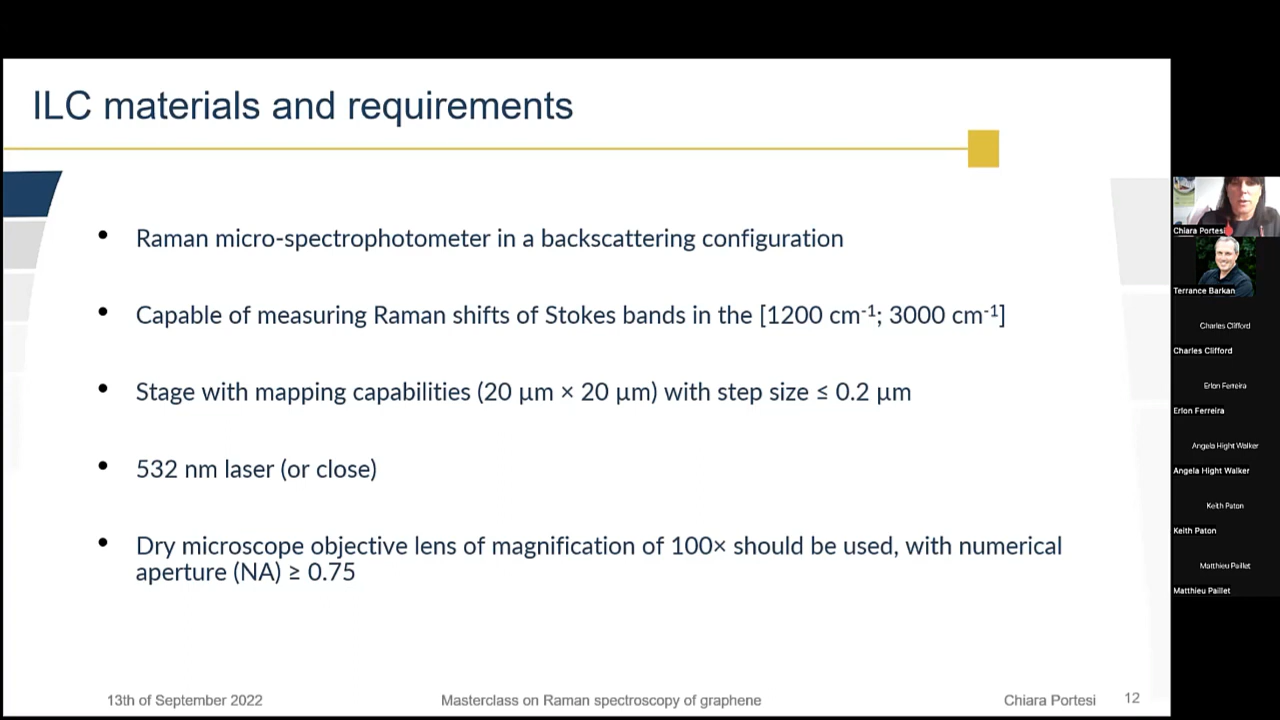 ILC materials and requirements
• Raman micro-spectrophotometer in a backscattering configuration
• Capable of measuring Raman shifts of Stokes bands in the [1200 cm⁻¹; 3000 cm⁻¹]
• Stage with mapping capabilities (20 µm × 20 µm) with step size ≤ 0.2 µm
• 532 nm laser (or close)
• Dry microscope objective lens of magnification of 100× should be used, with numerical
aperture (NA) ≥ 0.75
13th of September 2022
Masterclass on Raman spectroscopy of graphene
Chiara Portesi
12
Chiara Portesi
Terrance Barkan
Charles Clifford
Charles Clifford
Erlon Ferreira
Erlon Ferreira
Angela Hight Walker
Angela Hight Walker
Keith Paton
Keith Paton
Matthieu Paillet
Matthieu Paillet